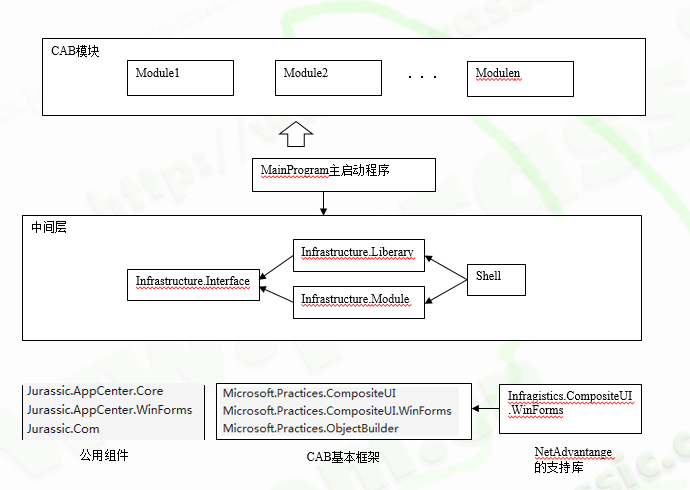 CAB模块
Module1
Module2
. . .
Modulen
MainProgram主启动程序
中间层
Infrastructure.Liberary
Infrastructure.Interface
Shell
Infrastructure.Module
Jurassic.AppCenter.Core
Jurassic.AppCenter.WinForms
Jurassic.Com
公用组件
Microsoft.Practices.CompositeUI
Microsoft.Practices.CompositeUI.WinForms
Microsoft.Practices.ObjectBuilder
CAB基本框架
Infragistics.CompositeUI
.WinForms
NetAdvantange
的支持库